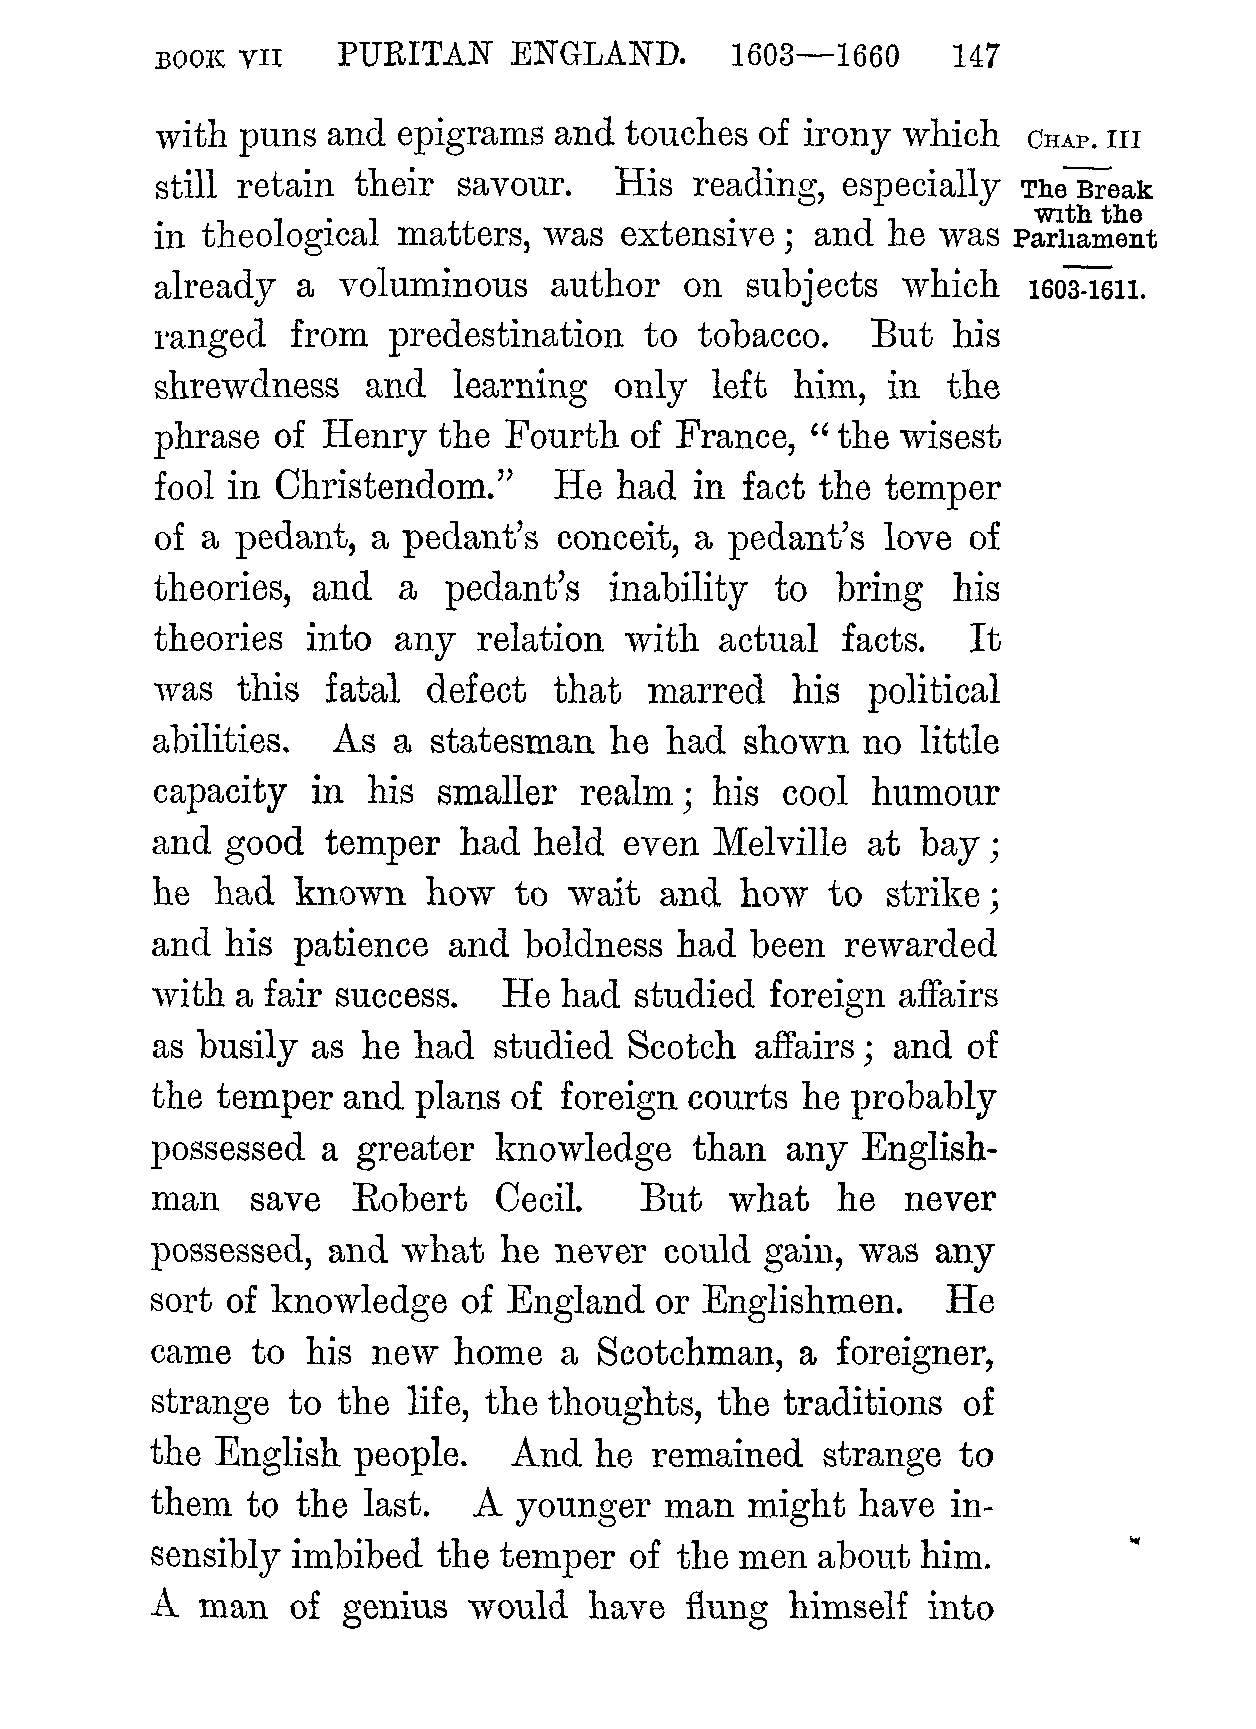 BOOK VII PURITAN ENGLAND. 1603—1660 147
with puns and epigrams and touches of irony which
still retain their savour. His reading, especially
in theological matters, was extensive; and he was
already a voluminous author on subjects which
ranged from predestination to tobacco. But his
shrewdness and learning only left him, in the
phrase of Henry the Fourth of France, "the wisest
fool in Christendom." He had in fact the temper
of a pedant, a pedant's conceit, a pedant's love of
theories, and a pedant's inability to bring his
theories into any relation with actual facts. It
was this fatal defect that marred his political
abilities. As a statesman he had shown no little
capacity in his smaller realm; his cool humour
and good temper had held even Melville at bay;
he had known how to wait and how to strike;
and his patience and boldness had been rewarded
with a fair success. He had studied foreign affairs
as busily as he had studied Scotch affairs; and of
the temper and plans of foreign courts he probably
possessed a greater knowledge than any English-
man save Robert Cecil. But what he never
possessed, and what he never could gain, was any
sort of knowledge of England or Englishmen. He
came to his new home a Scotchman, a foreigner,
strange to the life, the thoughts, the traditions of
the English people. And he remained strange to
them to the last. A younger man might have in-
sensibly imbibed the temper of the men about him.
A man of genius would have flung himself into
CHAP. III
The Break
with the
Parliament
1603-1611.